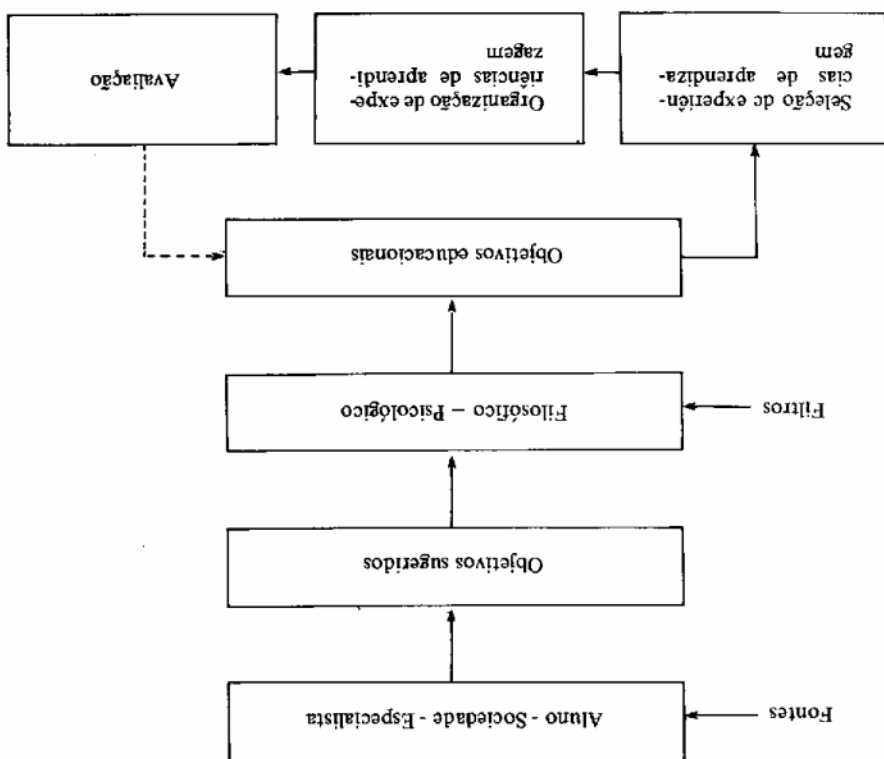 Fontes
Aluno - Sociedade - Especialista
Objetivos sugeridos
Filtros
Filosófico – Psicológico
Objetivos educacionais
Seleção de experiên-
cias de aprendiza-
gem
Organização de expe-
riências de aprendi-
zagem
Avaliação